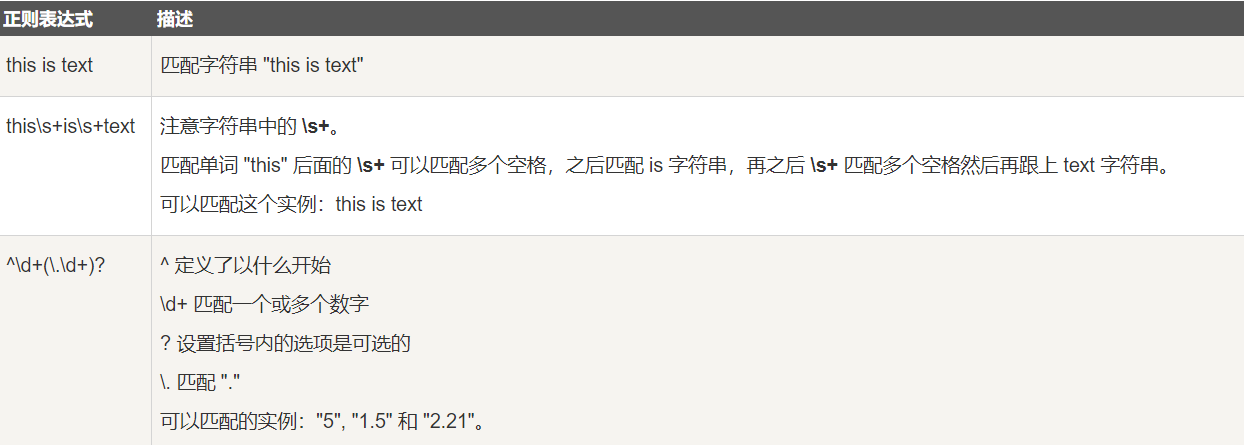 正则表达式 描述
this is text 匹配字符串 "this is text"
this\s+is\s+text 注意字符串中的 \s+。
匹配单词 "this" 后面的 \s+ 可以匹配多个空格，之后匹配 is 字符串，再之后 \s+ 匹配多个空格然后再跟上 text 字符串。
可以匹配这个实例：this is text
^\d+(\.\d+)? ^ 定义了以什么开始
\d+ 匹配一个或多个数字
? 设置括号内的选项是可选的
\. 匹配 "."
可以匹配的实例："5", "1.5" 和 "2.21"。